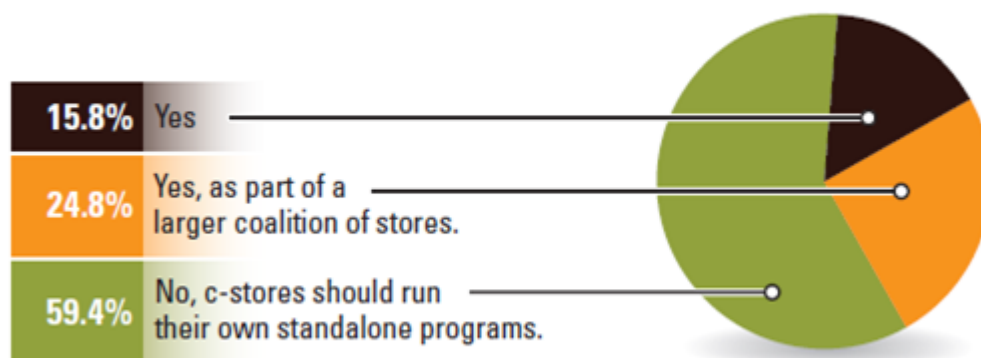 15.8% Yes
24.8% Yes, as part of a
larger coalition of stores.
59.4% No, c-stores should run
their own standalone programs.